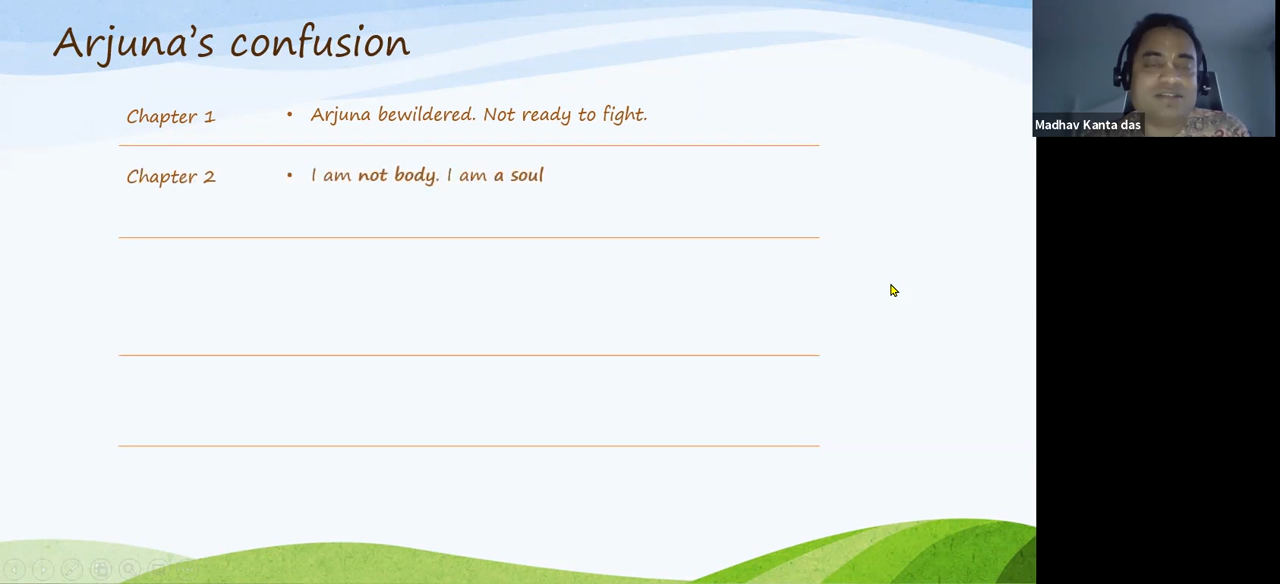 Arjuna's confusion
Chapter 1 • Arjuna bewildered. Not ready to fight.
Chapter 2 • I am not body. I am a soul
Madhav Kanta das